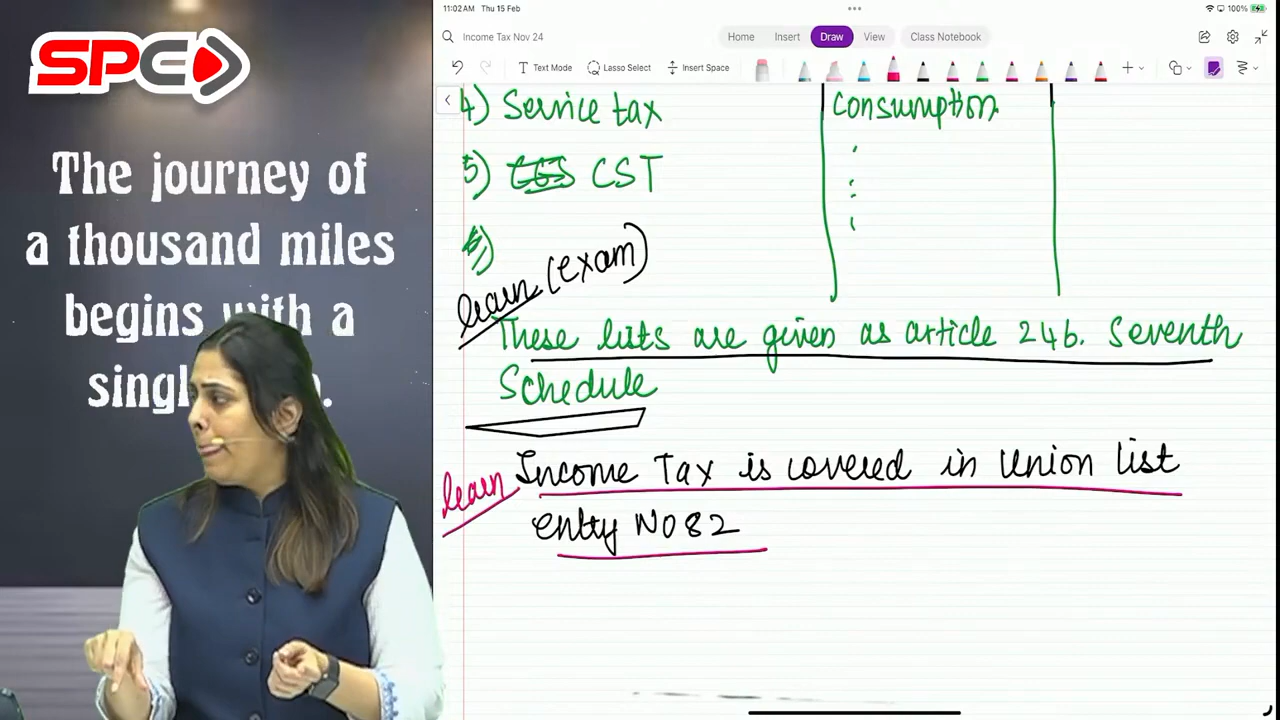 SPC
The journey of
a thousand miles
begins with a
singl
11:02 AM Thu 15 Feb
100%
Income Tax Nov 24
Home Insert Draw View Class Notebook
Text Mode Lasso Select Insert Space
4) Service tax
consumption.
5) CST
learn (exam)
These lists are given as article 246. Seventh
Schedule
learn Income Tax is covered in Union list
entry No 82